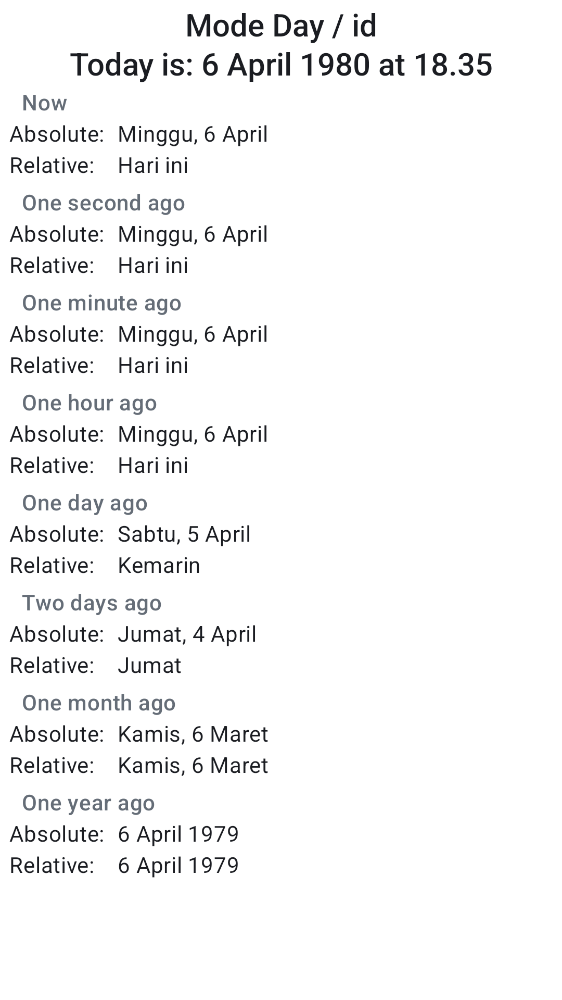 Mode Day / id
Today is: 6 April 1980 at 18.35
Now
Absolute: Minggu, 6 April
Relative: Hari ini
One second ago
Absolute: Minggu, 6 April
Relative: Hari ini
One minute ago
Absolute: Minggu, 6 April
Relative: Hari ini
One hour ago
Absolute: Minggu, 6 April
Relative: Hari ini
One day ago
Absolute: Sabtu, 5 April
Relative: Kemarin
Two days ago
Absolute: Jumat, 4 April
Relative: Jumat
One month ago
Absolute: Kamis, 6 Maret
Relative: Kamis, 6 Maret
One year ago
Absolute: 6 April 1979
Relative: 6 April 1979